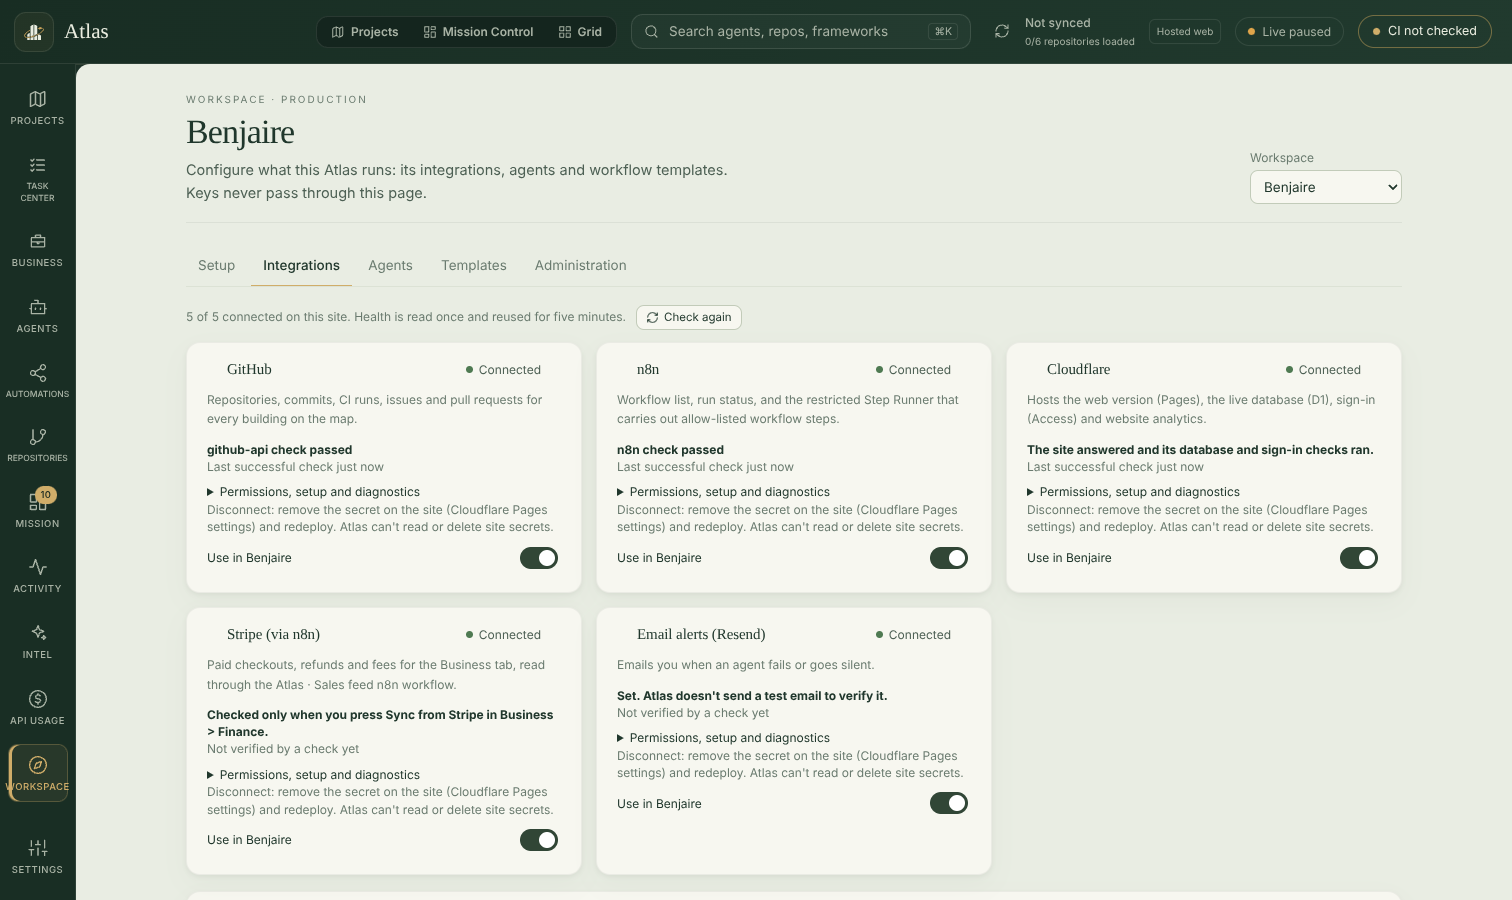 Atlas
Projects
Mission Control
Grid
Search agents, repos, frameworks
⌘K
Not synced
0/6 repositories loaded
Hosted web
Live paused
CI not checked
PROJECTS
TASK
CENTER
BUSINESS
AGENTS
AUTOMATIONS
REPOSITORIES
10
MISSION
ACTIVITY
INTEL
API USAGE
WORKSPACE
SETTINGS
WORKSPACE · PRODUCTION
Benjaire
Configure what this Atlas runs: its integrations, agents and workflow templates.
Keys never pass through this page.
Workspace
Benjaire
Setup
Integrations
Agents
Templates
Administration
5 of 5 connected on this site. Health is read once and reused for five minutes.
Check again
GitHub
Connected
Repositories, commits, CI runs, issues and pull requests for
every building on the map.
github-api check passed
Last successful check just now
Permissions, setup and diagnostics
Disconnect: remove the secret on the site (Cloudflare Pages
settings) and redeploy. Atlas can't read or delete site secrets.
Use in Benjaire
n8n
Connected
Workflow list, run status, and the restricted Step Runner that
carries out allow-listed workflow steps.
n8n check passed
Last successful check just now
Permissions, setup and diagnostics
Disconnect: remove the secret on the site (Cloudflare Pages
settings) and redeploy. Atlas can't read or delete site secrets.
Use in Benjaire
Cloudflare
Connected
Hosts the web version (Pages), the live database (D1), sign-in
(Access) and website analytics.
The site answered and its database and sign-in checks ran.
Last successful check just now
Permissions, setup and diagnostics
Disconnect: remove the secret on the site (Cloudflare Pages
settings) and redeploy. Atlas can't read or delete site secrets.
Use in Benjaire
Stripe (via n8n)
Connected
Paid checkouts, refunds and fees for the Business tab, read
through the Atlas · Sales feed n8n workflow.
Checked only when you press Sync from Stripe in Business
> Finance.
Not verified by a check yet
Permissions, setup and diagnostics
Disconnect: remove the secret on the site (Cloudflare Pages
settings) and redeploy. Atlas can't read or delete site secrets.
Use in Benjaire
Email alerts (Resend)
Connected
Emails you when an agent fails or goes silent.
Set. Atlas doesn't send a test email to verify it.
Not verified by a check yet
Permissions, setup and diagnostics
Disconnect: remove the secret on the site (Cloudflare Pages
settings) and redeploy. Atlas can't read or delete site secrets.
Use in Benjaire